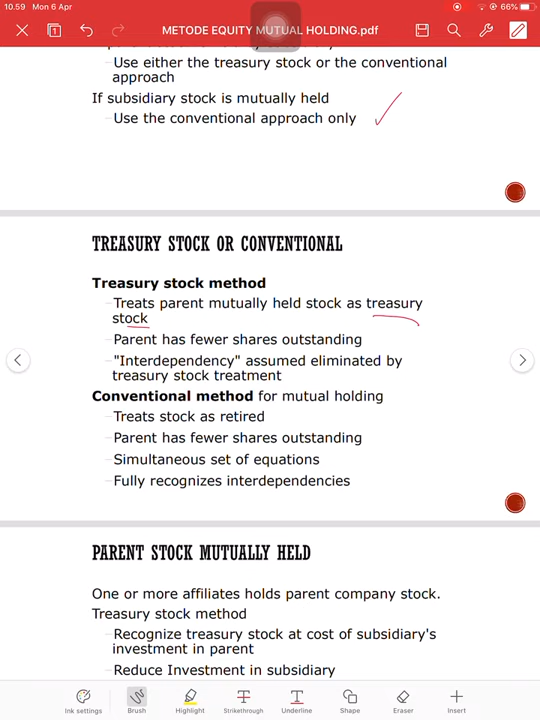 10.59 Mon 6 Apr
66%
METODE EQUITY MUTUAL HOLDING.pdf
Use either the treasury stock or the conventional
approach
If subsidiary stock is mutually held
Use the conventional approach only
TREASURY STOCK OR CONVENTIONAL
Treasury stock method
Treats parent mutually held stock as treasury
stock
Parent has fewer shares outstanding
"Interdependency" assumed eliminated by
treasury stock treatment
Conventional method for mutual holding
Treats stock as retired
Parent has fewer shares outstanding
Simultaneous set of equations
Fully recognizes interdependencies
PARENT STOCK MUTUALLY HELD
One or more affiliates holds parent company stock.
Treasury stock method
Recognize treasury stock at cost of subsidiary's
investment in parent
Reduce Investment in subsidiary
Ink settings
Brush
Highlight
Strikethrough
Underline
Shape
Eraser
Insert